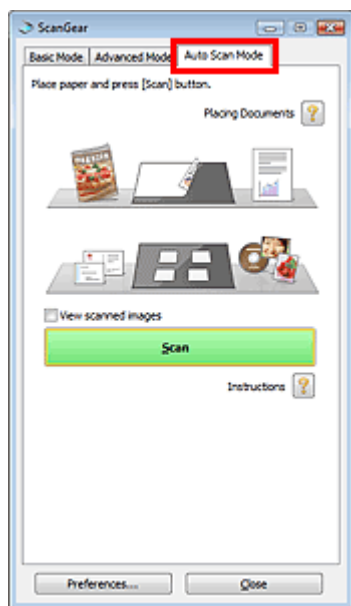 ScanGear
Basic Mode Advanced Mode Auto Scan Mode
Place paper and press [Scan] button.
Placing Documents ?
View scanned images
Scan
Instructions ?
Preferences... Close